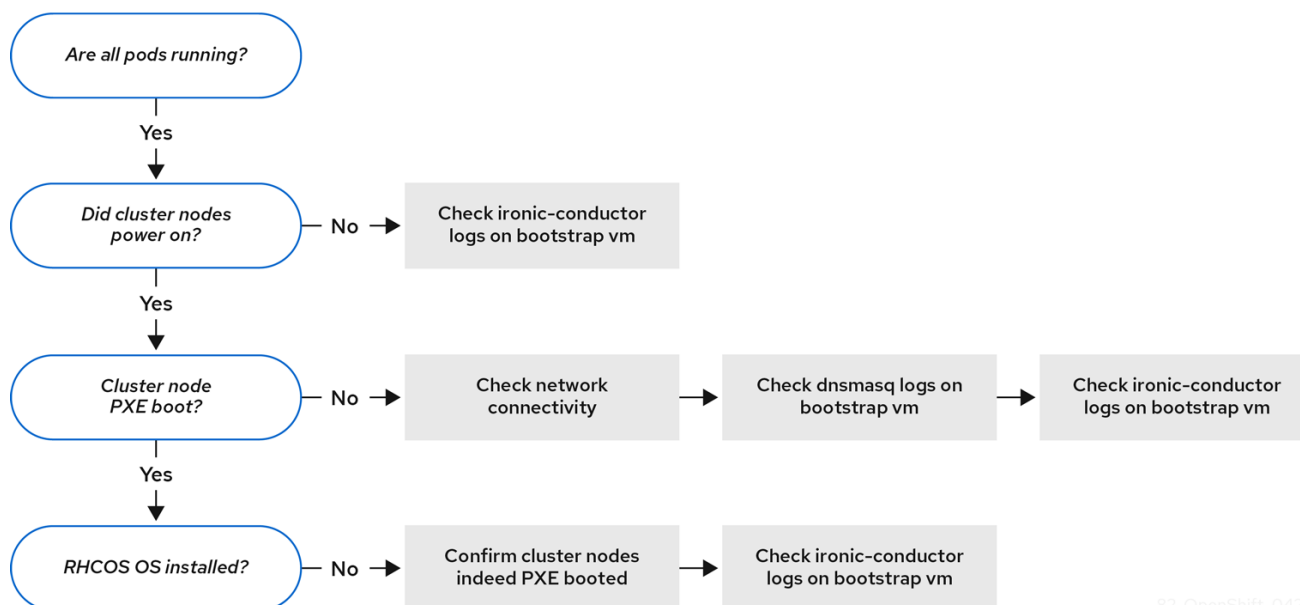 Are all pods running?
Yes
Did cluster nodes
power on?
No
Check ironic-conductor
logs on bootstrap vm
Yes
Cluster node
PXE boot?
No
Check network
connectivity
Check dnsmasq logs on
bootstrap vm
Check ironic-conductor
logs on bootstrap vm
Yes
RHCOS OS installed?
No
Confirm cluster nodes
indeed PXE booted
Check ironic-conductor
logs on bootstrap vm